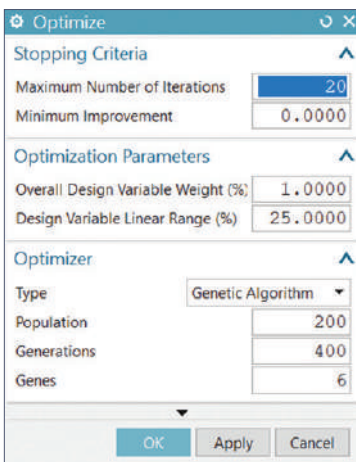 Optimize
Stopping Criteria
Maximum Number of Iterations 20
Minimum Improvement 0.0000
Optimization Parameters
Overall Design Variable Weight (%) 1.0000
Design Variable Linear Range (%) 25.0000
Optimizer
Type Genetic Algorithm
Population 200
Generations 400
Genes 6
OK Apply Cancel